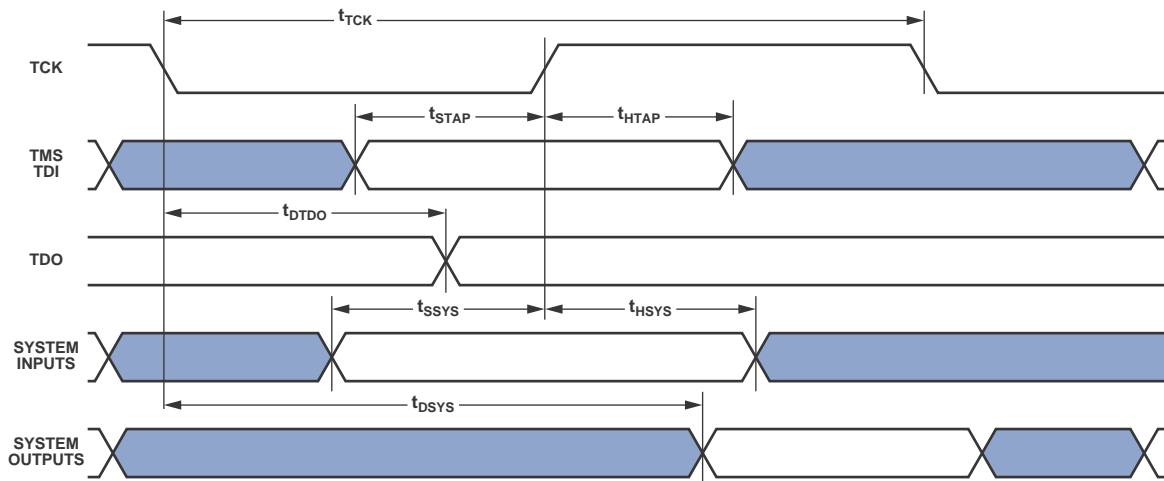 tTCK
TCK
tSTAP
tHTAP
TMS
TDI
tDTDO
TDO
tSSYS
tHSYS
SYSTEM
INPUTS
tDSYS
SYSTEM
OUTPUTS